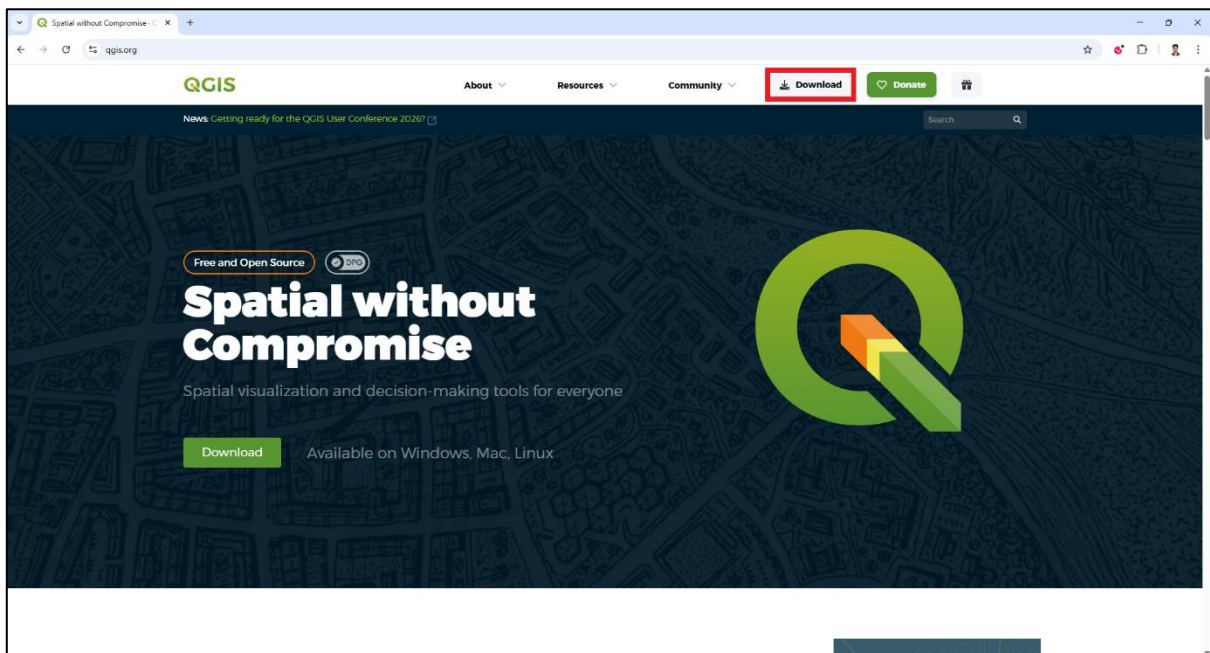 Spatial without Compromise · Q
qgis.org
QGIS
About
Resources
Community
Download
Donate
News: Getting ready for the QGIS User Conference 2026?
Search
Free and Open Source
DPG
Spatial without
Compromise
Spatial visualization and decision-making tools for everyone
Download
Available on Windows, Mac, Linux